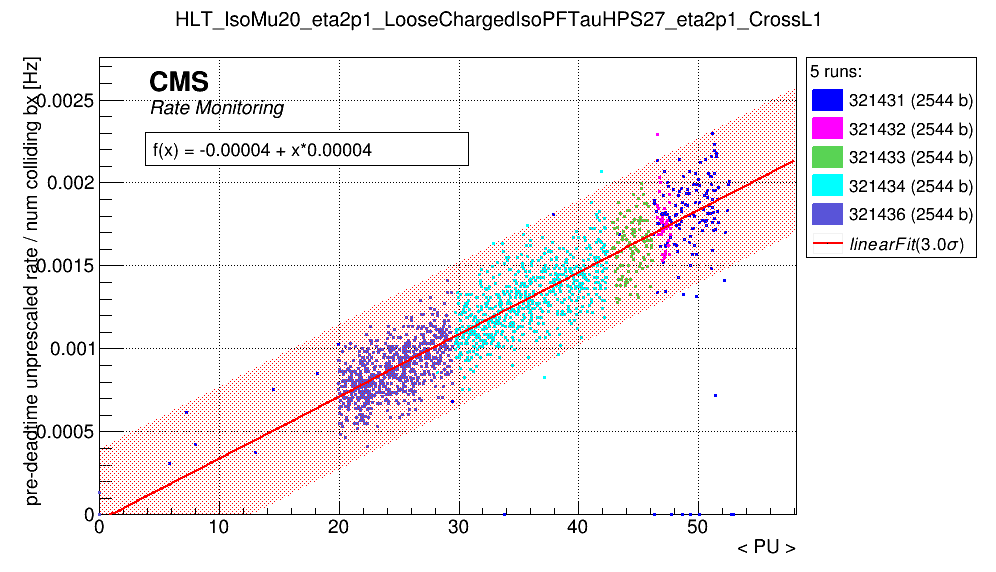 HLT_IsoMu20_eta2p1_LooseChargedIsoPFTauHPS27_eta2p1_CrossL1
pre-deadtime unprescaled rate / num colliding bx [Hz]
CMS
Rate Monitoring
f(x) = -0.00004 + x*0.00004
0.0025
0.002
0.0015
0.001
0.0005
0
0 10 20 30 40 50
< PU >
5 runs:
321431 (2544 b)
321432 (2544 b)
321433 (2544 b)
321434 (2544 b)
321436 (2544 b)
linearFit(3.0σ)